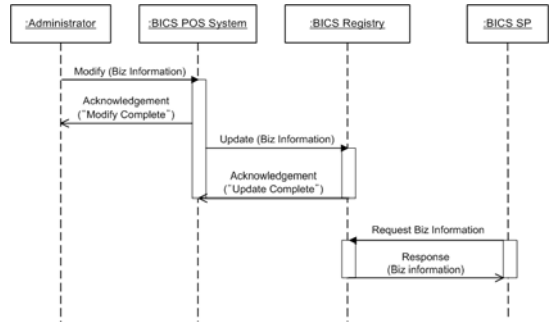 :Administrator
:BICS POS System
:BICS Registry
:BICS SP
Modify (Biz Information)
Acknowledgement
("Modify Complete")
Update (Biz Information)
Acknowledgement
("Update Complete")
Request Biz Information
Response
(Biz information)